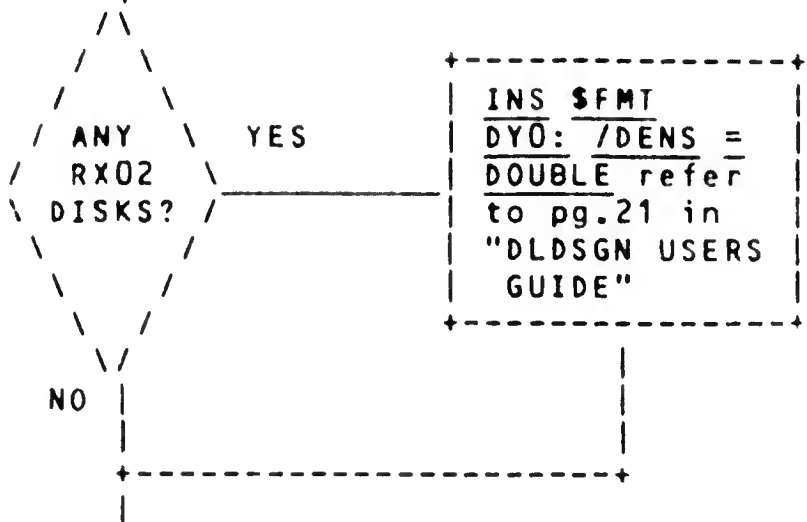 ANY
RX02
DISKS?
YES
INS $FMT
DY0: /DENS =
DOUBLE refer
to pg.21 in
"DLDSGN USERS
GUIDE"
NO